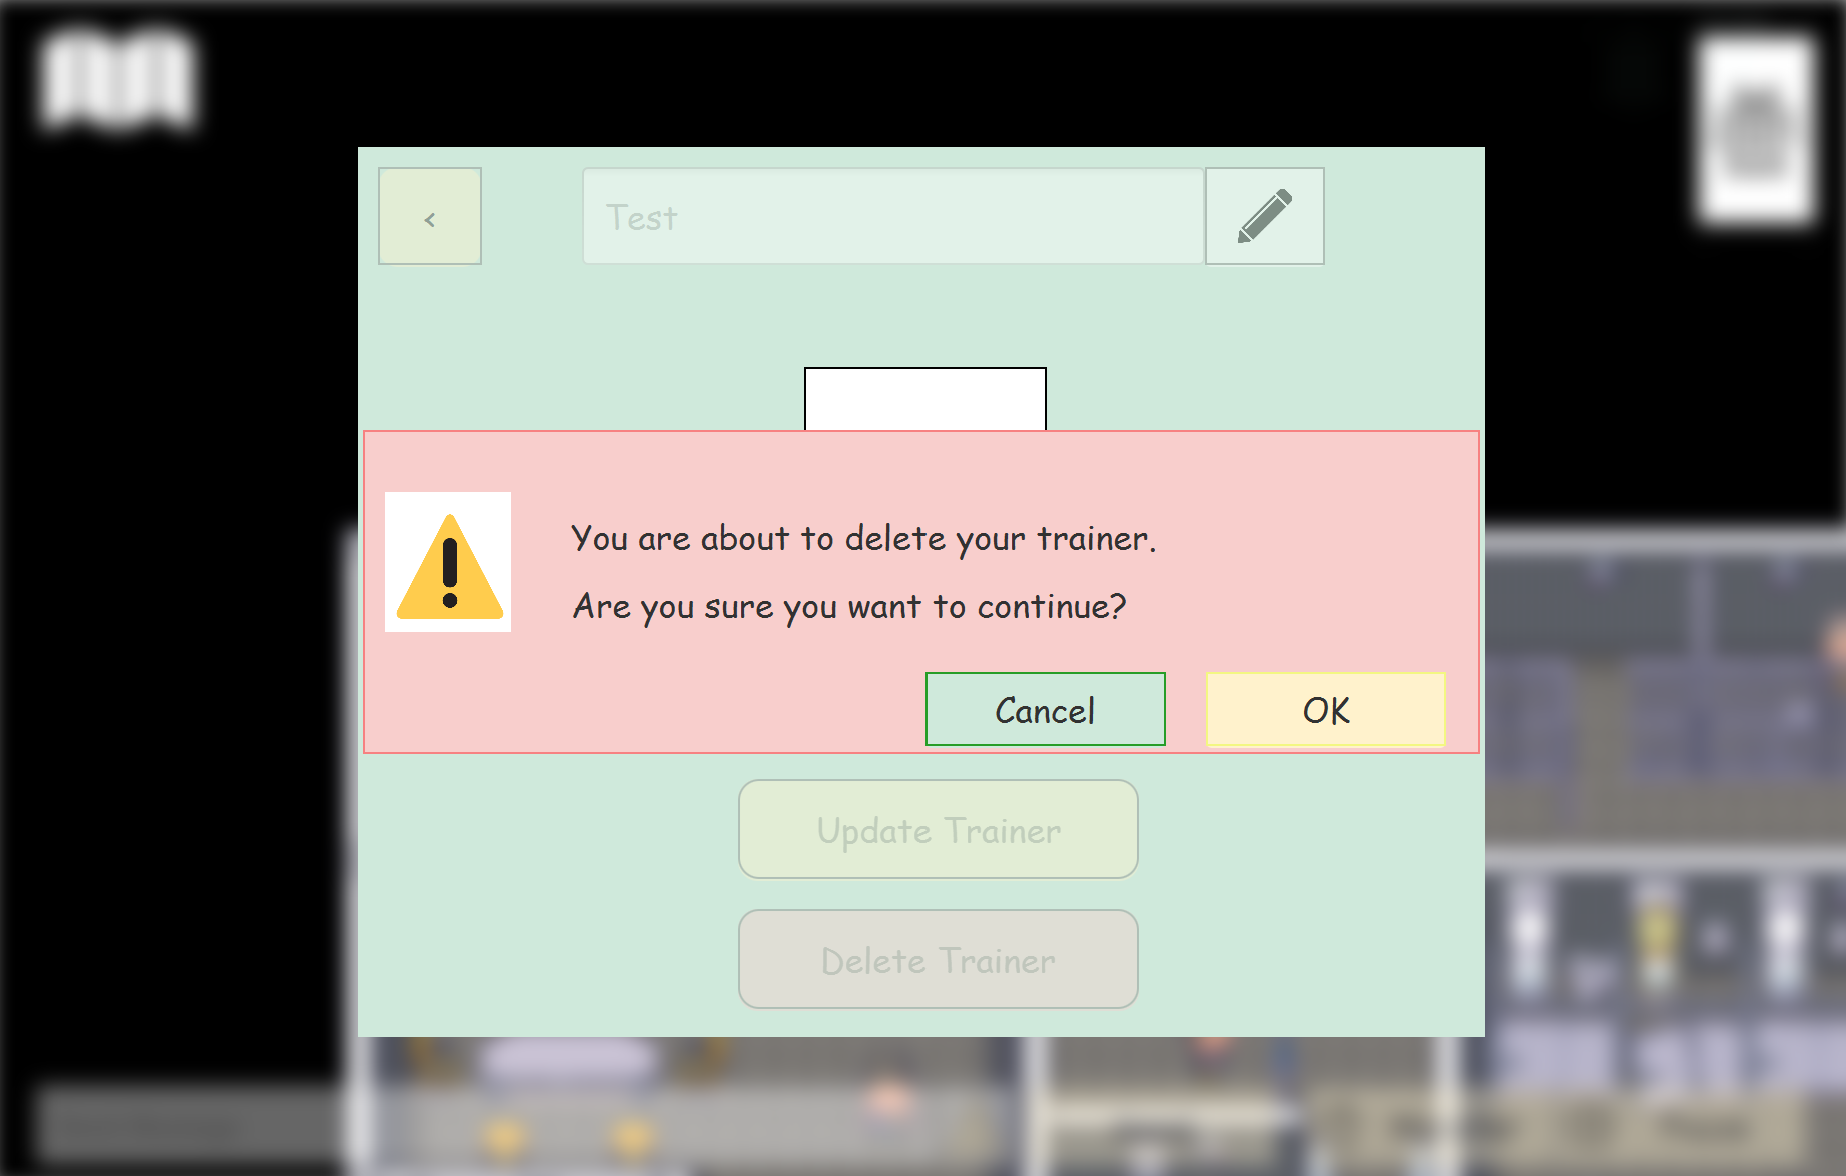 <
Test
You are about to delete your trainer.
Are you sure you want to continue?
Cancel OK
Update Trainer
Delete Trainer